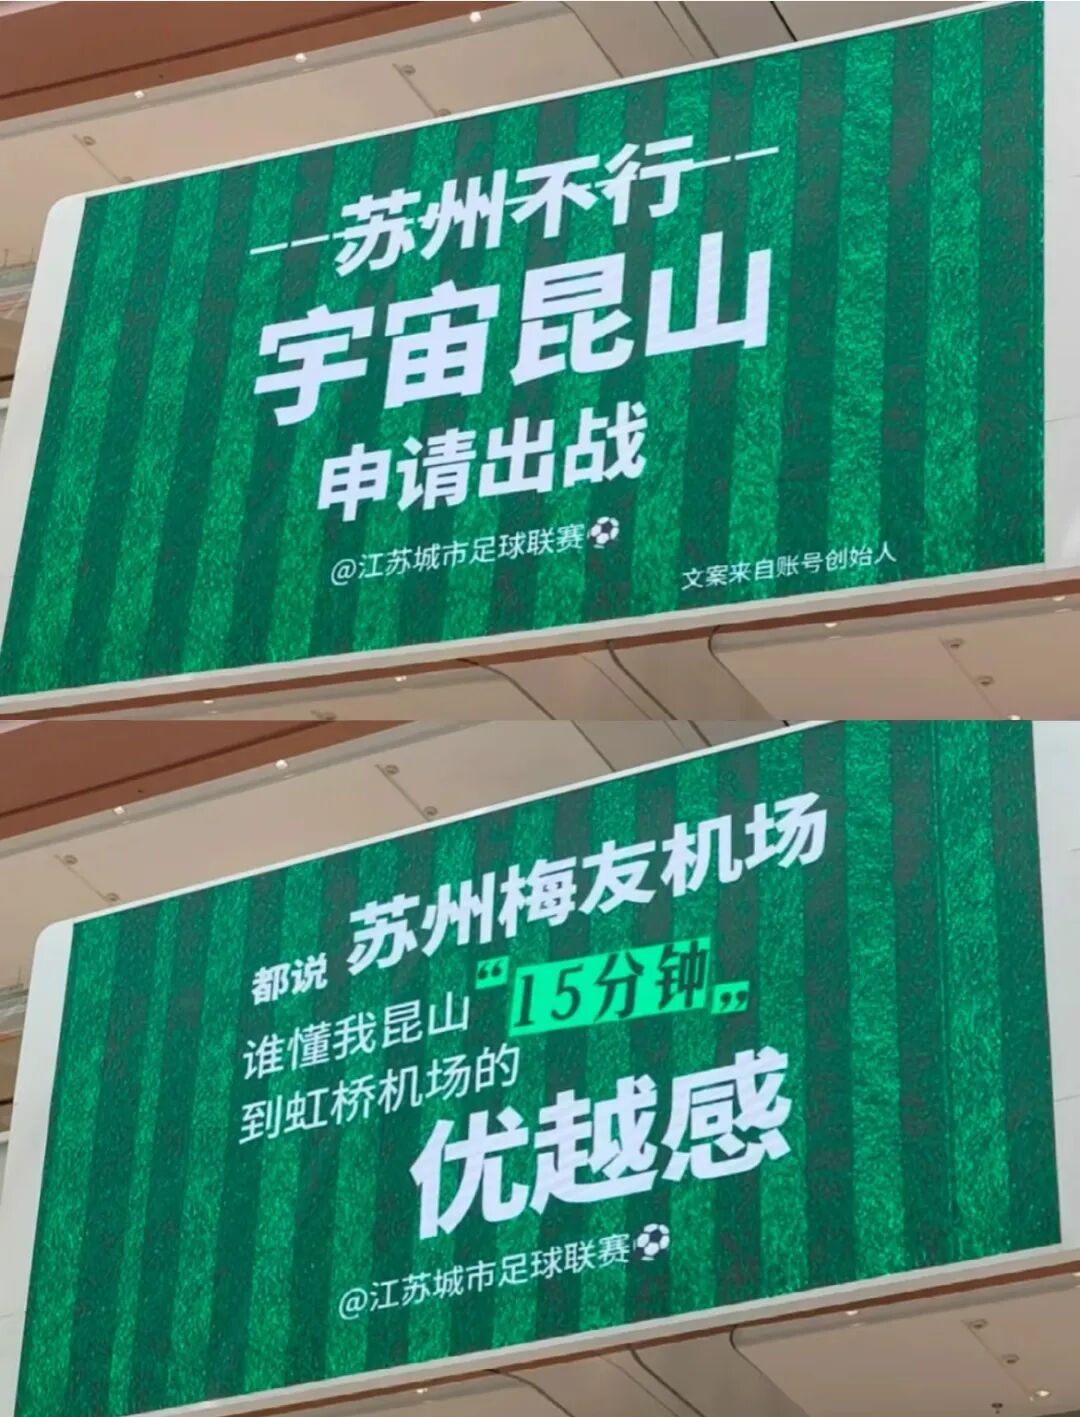 苏州不行
宇宙昆山
申请出战
@江苏城市足球联赛
文案来自账号创始人
都说 苏州梅友机场
谁懂我昆山“15分钟”
到虹桥机场的
优越感
@江苏城市足球联赛